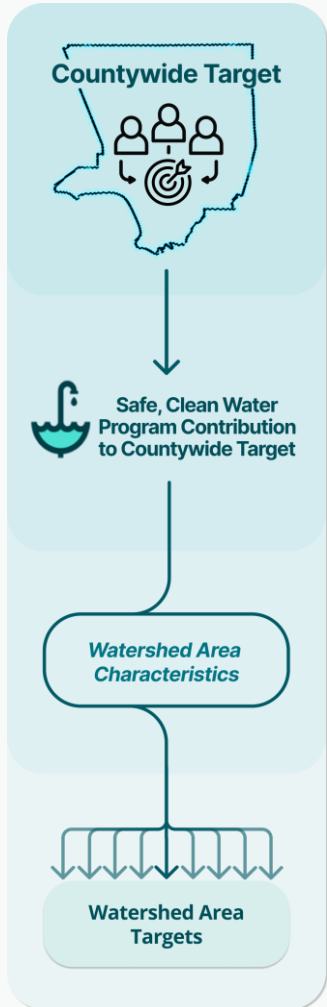 Countywide Target
Safe, Clean Water
Program Contribution
to Countywide Target
Watershed Area
Characteristics
Watershed Area
Targets